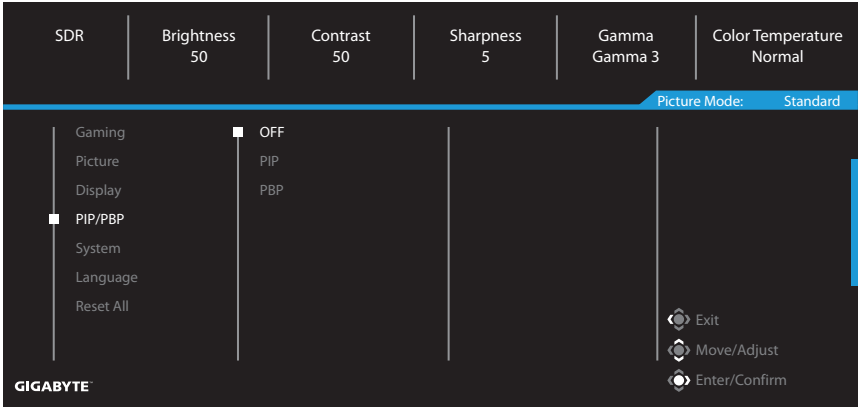 SDR
Brightness
50
Contrast
50
Sharpness
5
Gamma
Gamma 3
Color Temperature
Normal
Picture Mode: Standard
Gaming
Picture
Display
PIP/PBP
System
Language
Reset All
OFF
PIP
PBP
Exit
Move/Adjust
Enter/Confirm
GIGABYTE™